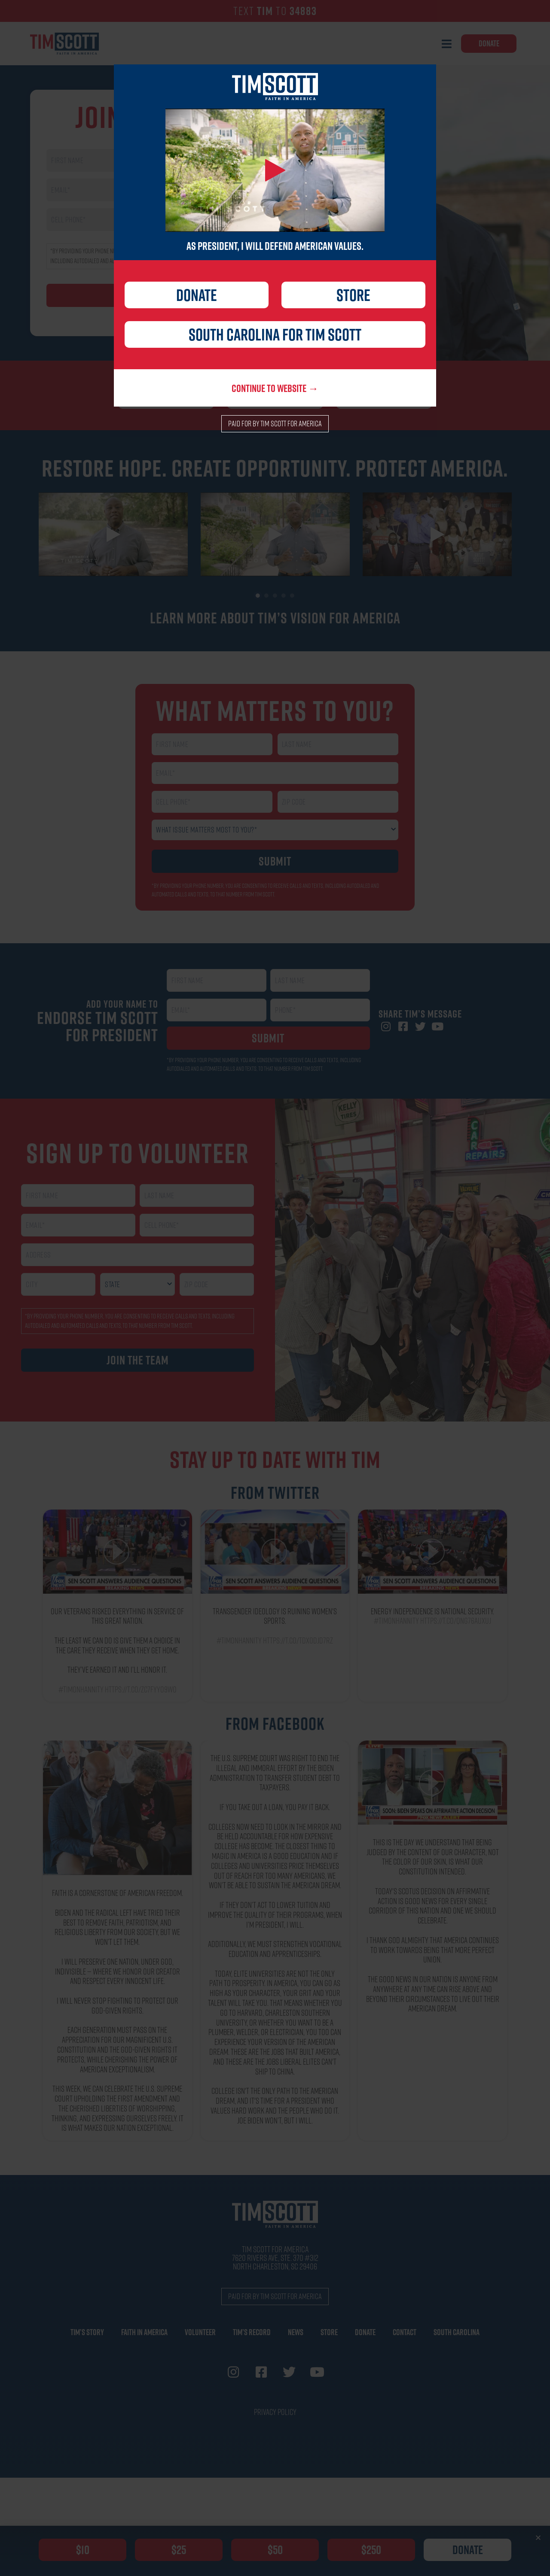 TEXT TIM TO 34883
TIM SCOTT
DONATE
JOIN
TIM SCOTT
FAITH IN AMERICA
AS PRESIDENT, I WILL DEFEND AMERICAN VALUES.
DONATE
STORE
SOUTH CAROLINA FOR TIM SCOTT
CONTINUE TO WEBSITE →
PAID FOR BY TIM SCOTT FOR AMERICA
RESTORE HOPE. CREATE OPPORTUNITY. PROTECT AMERICA.
LEARN MORE ABOUT TIM'S VISION FOR AMERICA
WHAT MATTERS TO YOU?
WHAT ISSUE MATTERS MOST TO YOU?*
SUBMIT
ADD YOUR NAME TO
ENDORSE TIM SCOTT
FOR PRESIDENT
SUBMIT
SHARE TIM'S MESSAGE
SIGN UP TO VOLUNTEER
STATE
JOIN THE TEAM
KELLY
TIRES
CAR
REPAIRS
STAY UP TO DATE WITH TIM
FROM TWITTER
SEN SCOTT ANSWERS AUDIENCE QUESTIONS
SEN SCOTT ANSWERS AUDIENCE QUESTIONS
SEN SCOTT ANSWERS AUDIENCE QUESTIONS
OUR VETERANS RISKED EVERYTHING IN SERVICE OF
THIS GREAT NATION.
THE LEAST WE CAN DO IS GIVE THEM A CHOICE IN
THE CARE THEY RECEIVE WHEN THEY GET HOME.
THEY'VE EARNED IT AND I'LL HONOR IT.
TRANSGENDER IDEOLOGY IS RUINING WOMEN'S
SPORTS.
ENERGY INDEPENDENCE IS NATIONAL SECURITY.
FROM FACEBOOK
FAITH IS A CORNERSTONE OF AMERICAN FREEDOM.
BIDEN AND THE RADICAL LEFT HAVE TRIED THEIR
BEST TO REMOVE FAITH, PATRIOTISM, AND
RELIGIOUS LIBERTY FROM OUR SOCIETY, BUT WE
WON'T LET THEM.
I WILL PRESERVE ONE NATION, UNDER GOD,
INDIVISIBLE – WHERE WE HONOR OUR CREATOR
AND RESPECT EVERY INNOCENT LIFE.
I WILL NEVER STOP FIGHTING TO PROTECT OUR
GOD-GIVEN RIGHTS.
EACH GENERATION MUST PASS ON THE
APPRECIATION FOR OUR MAGNIFICENT U.S.
CONSTITUTION AND THE GOD-GIVEN RIGHTS IT
PROTECTS, WHILE CHERISHING THE POWER OF
AMERICAN EXCEPTIONALISM.
THIS WEEK, WE CAN CELEBRATE THE U.S. SUPREME
COURT UPHOLDING THE FIRST AMENDMENT AND
THE CHERISHED LIBERTIES OF WORSHIPPING,
THINKING, AND EXPRESSING OURSELVES FREELY. IT
IS WHAT MAKES OUR NATION EXCEPTIONAL.
THE U.S. SUPREME COURT WAS RIGHT TO END THE
ILLEGAL AND IMMORAL EFFORT BY THE BIDEN
ADMINISTRATION TO TRANSFER STUDENT DEBT TO
TAXPAYERS.
IF YOU TAKE OUT A LOAN, YOU PAY IT BACK.
COLLEGES NOW NEED TO LOOK IN THE MIRROR AND
BE HELD ACCOUNTABLE FOR HOW EXPENSIVE
COLLEGE HAS BECOME. THE CLOSEST THING TO
MAGIC IN AMERICA IS A GOOD EDUCATION AND IF
COLLEGES AND UNIVERSITIES PRICE THEMSELVES
OUT OF REACH FOR TOO MANY AMERICANS, WE
WON'T BE ABLE TO SUSTAIN THE AMERICAN DREAM.
IF THEY DON'T ACT TO LOWER TUITION AND
IMPROVE THE QUALITY OF THEIR PROGRAMS, WHEN
I'M PRESIDENT, I WILL.
ADDITIONALLY, WE MUST STRENGTHEN VOCATIONAL
EDUCATION AND APPRENTICESHIPS.
TODAY, ELITE UNIVERSITIES ARE NOT THE ONLY
PATH TO PROSPERITY. IN AMERICA, YOU CAN GO AS
HIGH AS YOUR CHARACTER, YOUR GRIT AND YOUR
TALENT WILL TAKE YOU. THAT MEANS WHETHER YOU
GO TO HARVARD, CHARLESTON SOUTHERN
UNIVERSITY, OR WHETHER YOU WANT TO BE A
PLUMBER, WELDER, OR ELECTRICIAN, YOU TOO CAN
EXPERIENCE YOUR VERSION OF THE AMERICAN
DREAM. THESE ARE THE JOBS THAT BUILT AMERICA,
AND THESE ARE THE JOBS LIBERAL ELITES CAN'T
SHIP TO CHINA.
COLLEGE ISN'T THE ONLY PATH TO THE AMERICAN
DREAM, AND IT'S TIME FOR A PRESIDENT WHO
VALUES HARD WORK AND THE PEOPLE WHO DO IT.
JOE BIDEN WON'T, BUT I WILL.
SOON: BIDEN SPEAKS ON AFFIRMATIVE ACTION DECISION
THIS IS THE DAY WE UNDERSTAND THAT BEING
JUDGED BY THE CONTENT OF OUR CHARACTER, NOT
THE COLOR OF OUR SKIN, IS WHAT OUR
CONSTITUTION INTENDED.
TODAY'S SCOTUS DECISION ON AFFIRMATIVE
ACTION IS GOOD NEWS FOR EVERY SINGLE
CORRIDOR OF THIS NATION AND ONE WE SHOULD
CELEBRATE.
I THANK GOD ALMIGHTY THAT AMERICA CONTINUES
TO WORK TOWARDS BEING THAT MORE PERFECT
UNION.
THE GOOD NEWS IN OUR NATION IS ANYONE FROM
ANYWHERE AT ANY TIME CAN RISE ABOVE AND
BEYOND THEIR CIRCUMSTANCES TO LIVE OUT THEIR
AMERICAN DREAM.
TIM SCOTT
FAITH IN AMERICA
TIM SCOTT FOR AMERICA
7620 RIVERS AVE, STE. 370 #312
NORTH CHARLESTON, SC 29406
PAID FOR BY TIM SCOTT FOR AMERICA
TIM'S STORY FAITH IN AMERICA VOLUNTEER TIM'S RECORD NEWS STORE DONATE CONTACT SOUTH CAROLINA
PRIVACY POLICY
$10 $25 $50 $250 DONATE